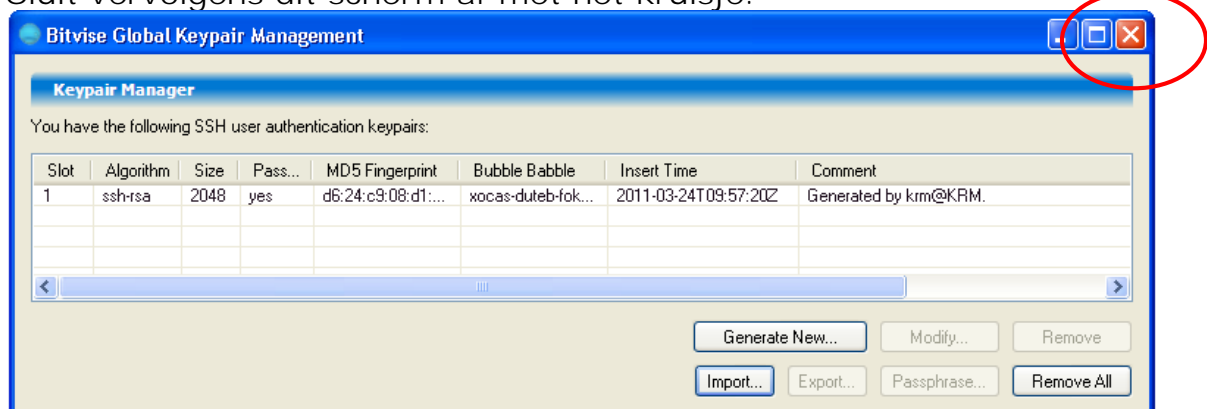 Sluit vervolgens dit scherm af met het kruisje.
Bitvise Global Keypair Management
Keypair Manager
You have the following SSH user authentication keypairs:
Slot Algorithm Size Pass... MD5 Fingerprint Bubble Babble Insert Time Comment
1 ssh-rsa 2048 yes d6:24:c9:08:d1:... xocas-duteb-fok... 2011-03-24T09:57:20Z Generated by krm@KRM.
Generate New... Modify... Remove
Import... Export... Passphrase... Remove All